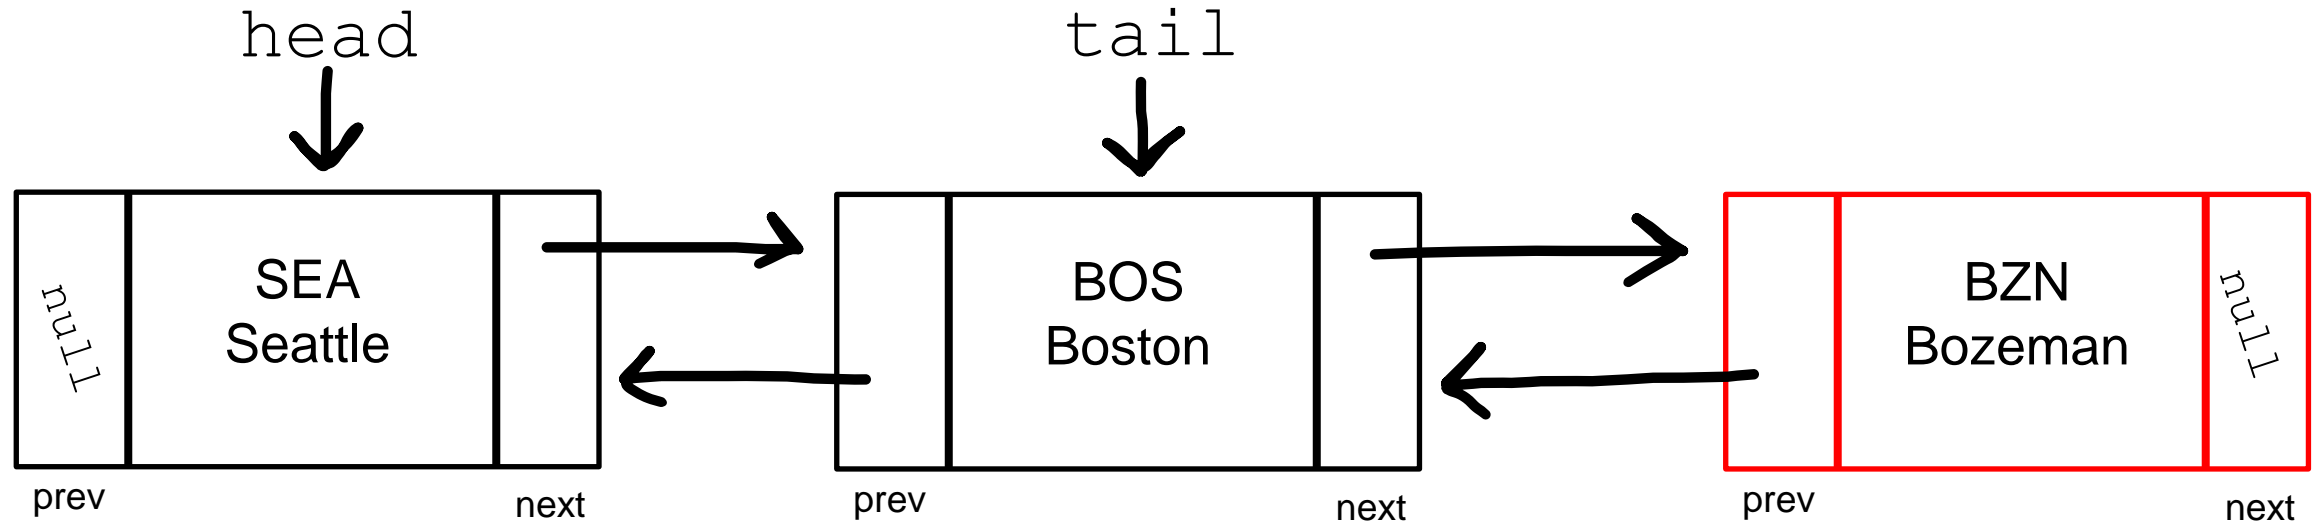 head
tail
null
SEA
Seattle
BOS
Boston
BZN
Bozeman
null
prev
next
prev
next
prev
next